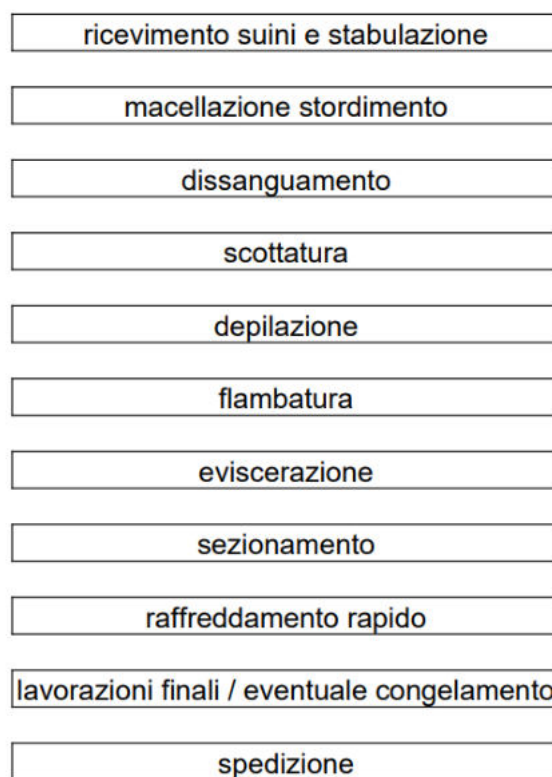 ricevimento suini e stabulazione
macellazione stordimento
dissanguamento
scottatura
depilazione
flambatura
eviscerazione
sezionamento
raffreddamento rapido
lavorazioni finali / eventuale congelamento
spedizione